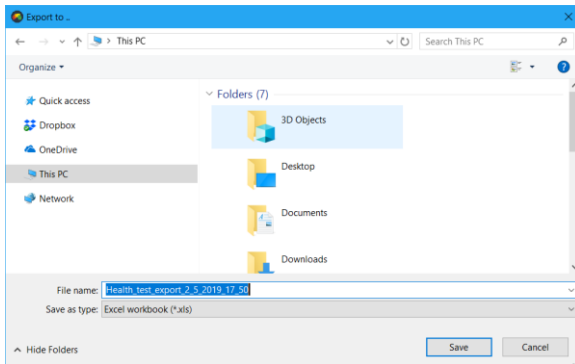 Export to ..
This PC
Search This PC
Organize
Quick access
Dropbox
OneDrive
This PC
Network
Folders (7)
3D Objects
Desktop
Documents
Downloads
File name: Health_test_export_2_5_2019_17_50
Save as type: Excel workbook (*.xls)
Hide Folders
Save
Cancel